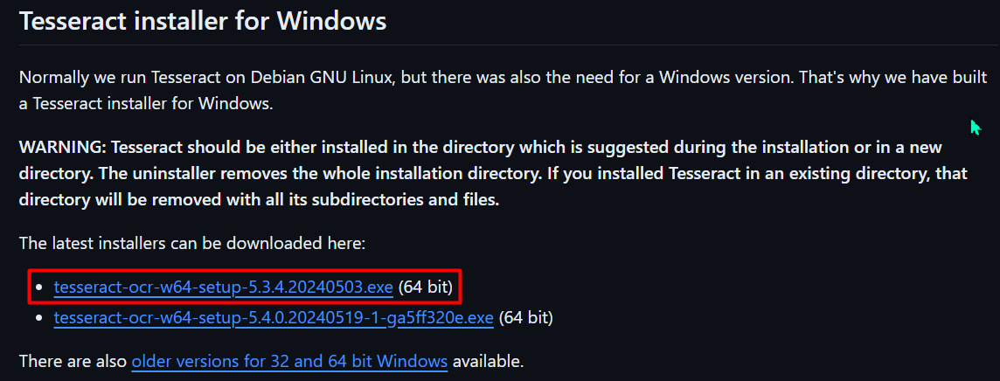 Tesseract installer for Windows
Normally we run Tesseract on Debian GNU Linux, but there was also the need for a Windows version. That's why we have built
a Tesseract installer for Windows.
WARNING: Tesseract should be either installed in the directory which is suggested during the installation or in a new
directory. The uninstaller removes the whole installation directory. If you installed Tesseract in an existing directory, that
directory will be removed with all its subdirectories and files.
The latest installers can be downloaded here:
• tesseract-ocr-w64-setup-5.3.4.20240503.exe (64 bit)
• tesseract-ocr-w64-setup-5.4.0.20240519-1-ga5ff320e.exe (64 bit)
There are also older versions for 32 and 64 bit Windows available.